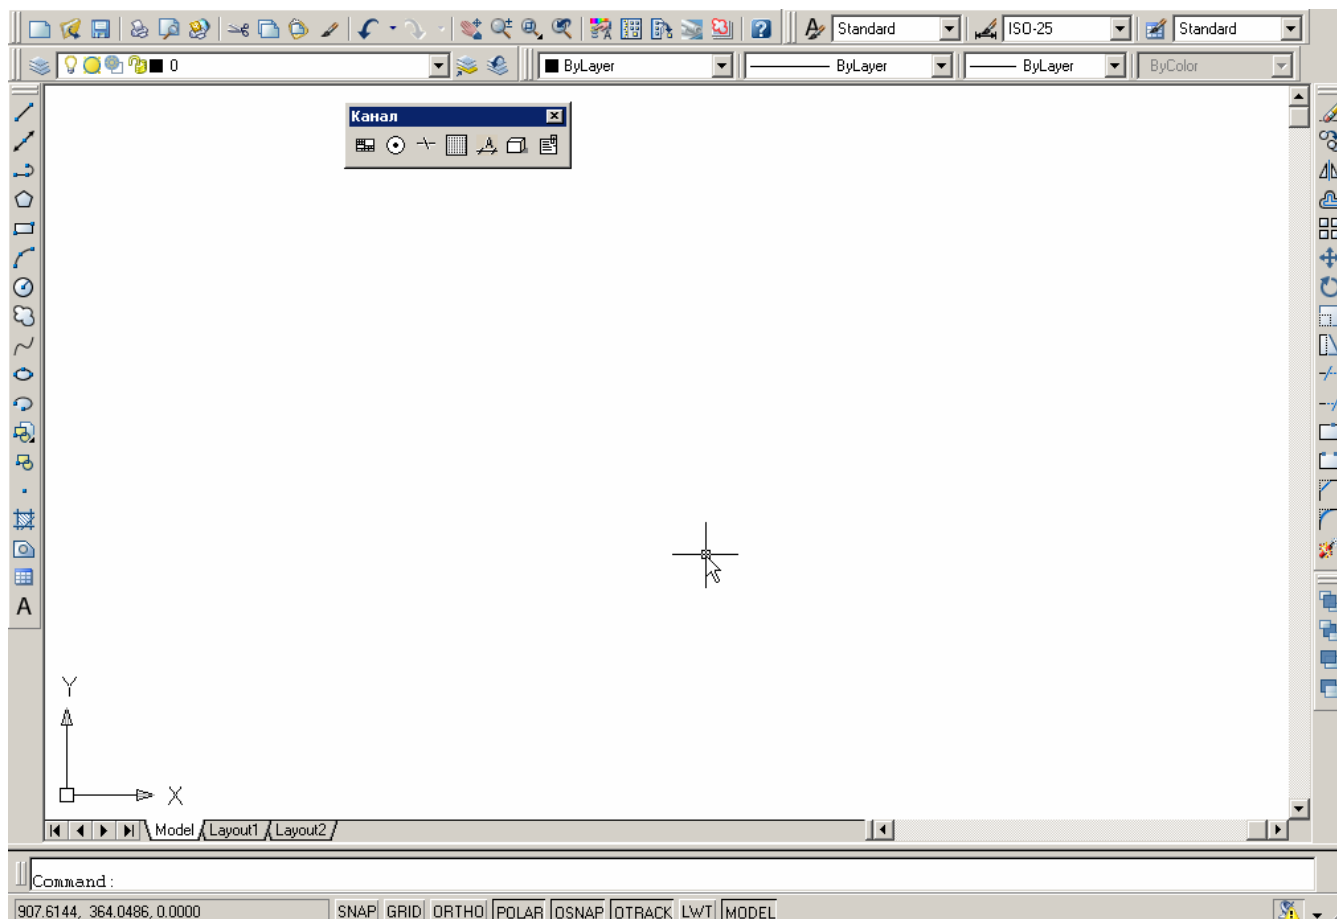 Standard ISO-25 Standard
0 ByLayer ByLayer ByLayer ByColor
Канал
Y
X
Model Layout1 Layout2
Command:
907.6144, 364.0486, 0.0000 SNAP GRID ORTHO POLAR OSNAP OTRACK LWT MODEL
A